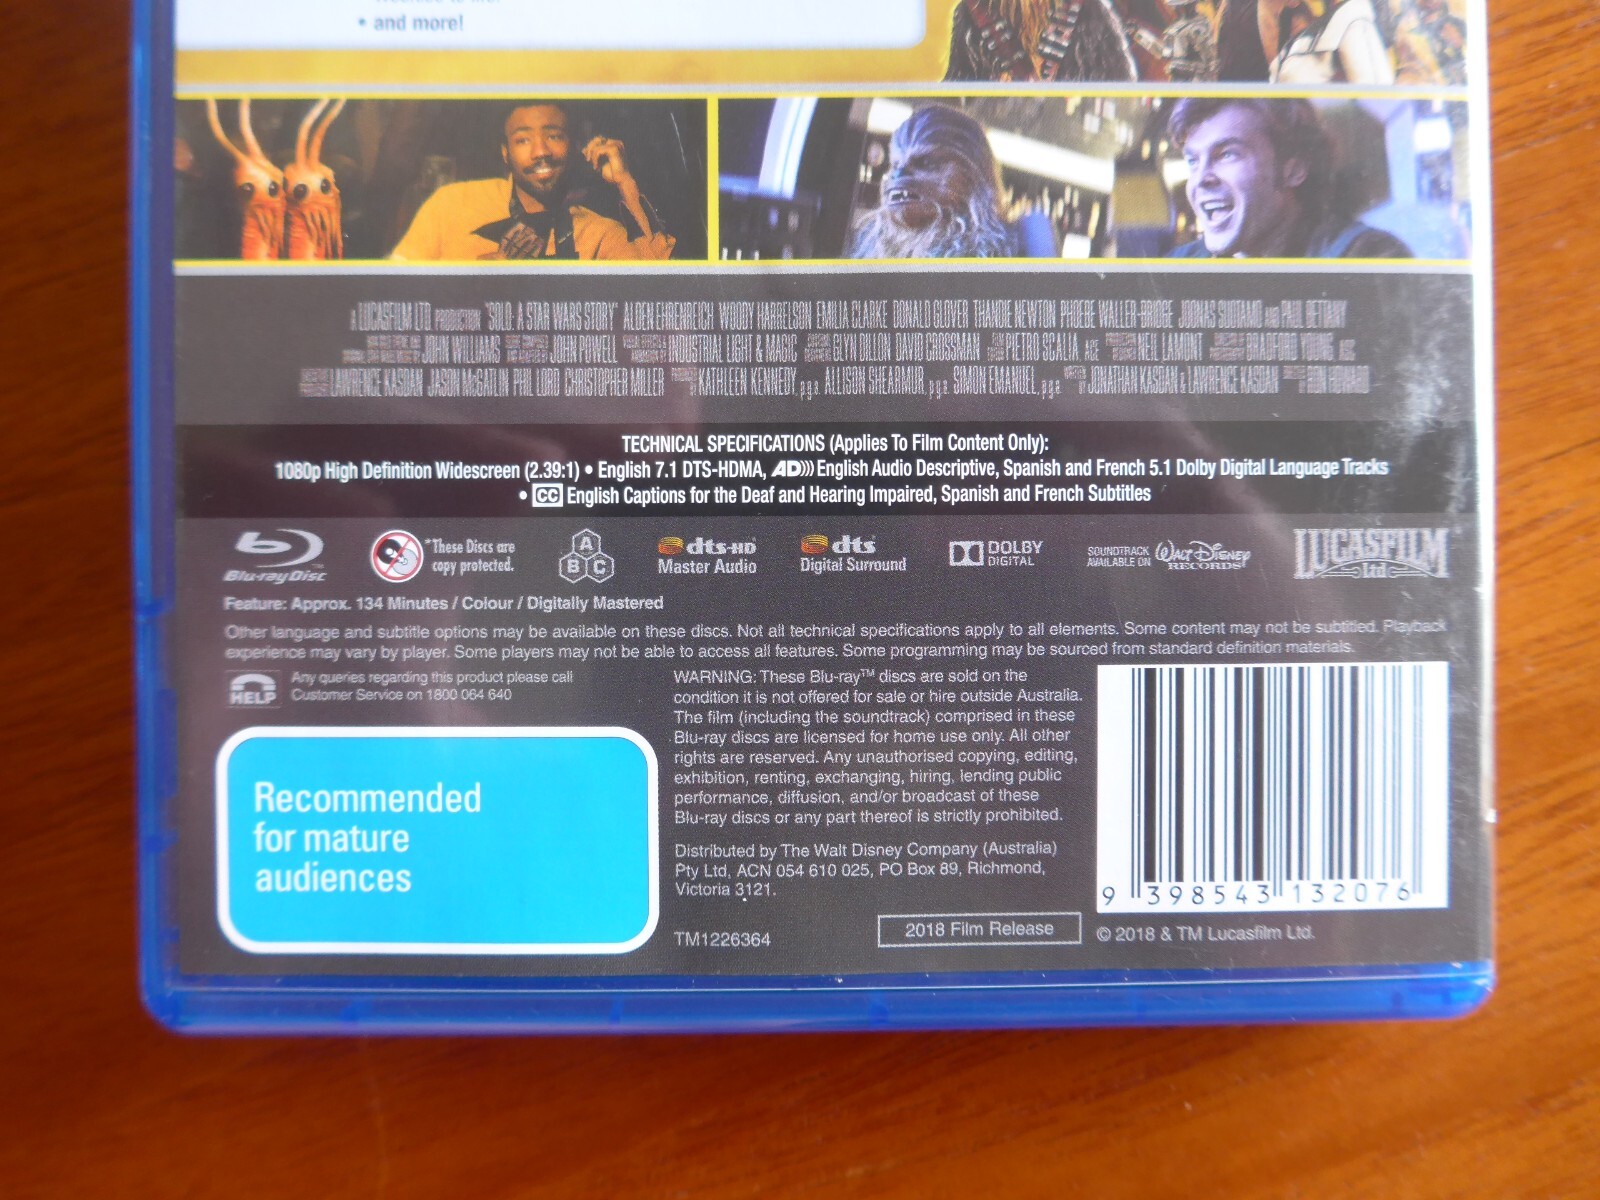 • and more!
A LUCASFILM LTD. PRODUCTION "SOLO: A STAR WARS STORY" ALDEN EHRENREICH WOODY HARRELSON EMILIA CLARKE DONALD GLOVER THANDIE NEWTON PHOEBE WALLER-BRIDGE JOONAS SUOTAMO AND PAUL BETTANY
JOHN WILLIAMS JOHN POWELL INDUSTRIAL LIGHT & MAGIC GLYN DILLON DAVID CROSSMAN PIETRO SCALIA, ACE NEIL LAMONT BRADFORD YOUNG, ASC
LAWRENCE KASDAN JASON McGATLIN PHIL LORD CHRISTOPHER MILLER KATHLEEN KENNEDY, p.g.a. ALLISON SHEARMUR, p.g.a. SIMON EMANUEL, p.g.a. WRITTEN BY JONATHAN KASDAN & LAWRENCE KASDAN RON HOWARD
TECHNICAL SPECIFICATIONS (Applies To Film Content Only):
1080p High Definition Widescreen (2.39:1) • English 7.1 DTS-HDMA, AD))) English Audio Descriptive, Spanish and French 5.1 Dolby Digital Language Tracks
• CC English Captions for the Deaf and Hearing Impaired, Spanish and French Subtitles
Blu-ray Disc
*These Discs are
copy protected.
A
B C
dts-HD
Master Audio
dts
Digital Surround
DOLBY
DIGITAL
SOUNDTRACK
AVAILABLE ON
WALT DISNEY
RECORDS
LUCASFILM
Ltd
Feature: Approx. 134 Minutes / Colour / Digitally Mastered
Other language and subtitle options may be available on these discs. Not all technical specifications apply to all elements. Some content may not be subtitled. Playback
experience may vary by player. Some players may not be able to access all features. Some programming may be sourced from standard definition materials.
HELP
Any queries regarding this product please call
Customer Service on 1800 064 640
Recommended
for mature
audiences
WARNING: These Blu-ray™ discs are sold on the
condition it is not offered for sale or hire outside Australia.
The film (including the soundtrack) comprised in these
Blu-ray discs are licensed for home use only. All other
rights are reserved. Any unauthorised copying, editing,
exhibition, renting, exchanging, hiring, lending public
performance, diffusion, and/or broadcast of these
Blu-ray discs or any part thereof is strictly prohibited.
Distributed by The Walt Disney Company (Australia)
Pty Ltd, ACN 054 610 025, PO Box 89, Richmond,
Victoria 3121.
TM1226364
2018 Film Release
9 398543 132076
© 2018 & TM Lucasfilm Ltd.